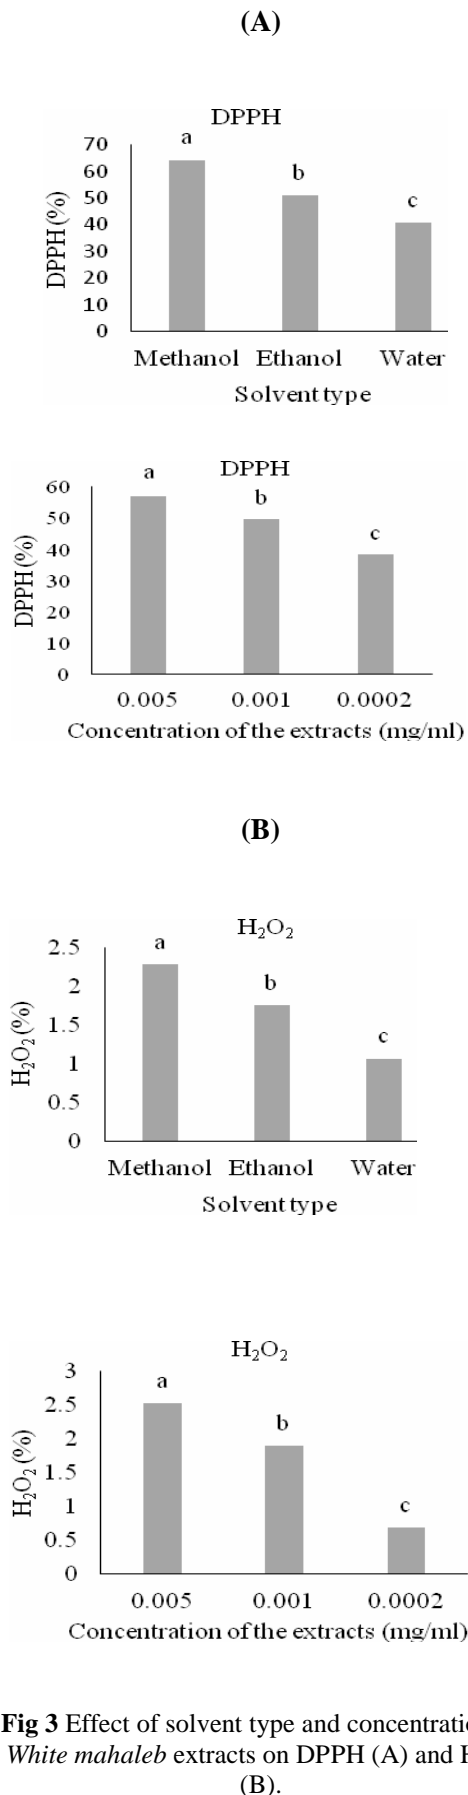 (A)
DPPH
a
b
c
70
60
50
40
30
20
10
0
DPPH (%)
Methanol Ethanol Water
Solvent type
DPPH
a
b
c
60
50
40
30
20
10
0
DPPH (%)
0.005 0.001 0.0002
Concentration of the extracts (mg/ml)
(B)
H₂O₂
a
b
c
2.5
2
1.5
1
0.5
0
H₂O₂ (%)
Methanol Ethanol Water
Solvent type
H₂O₂
a
b
c
3
2.5
2
1.5
1
0.5
0
H₂O₂ (%)
0.005 0.001 0.0002
Concentration of the extracts (mg/ml)
Fig 3 Effect of solvent type and
White mahaleb extracts on DPPH (A) and
(B).